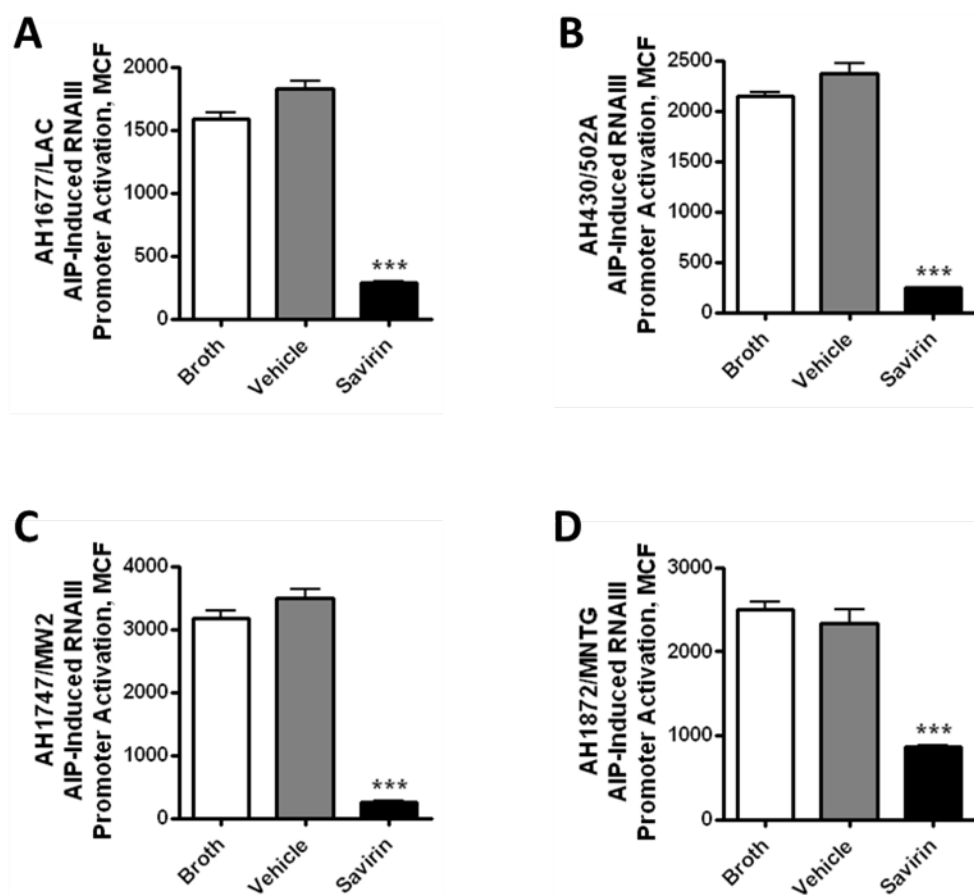 A
AH1677/LAC
AIP-Induced RNAIII
Promoter Activation, MCF
2000
1500
1000
500
0
***
Broth
Vehicle
Savirin
B
AH430/502A
AIP-Induced RNAIII
Promoter Activation, MCF
2500
2000
1500
1000
500
0
***
Broth
Vehicle
Savirin
C
AH1747/MW2
AIP-Induced RNAIII
Promoter Activation, MCF
4000
3000
2000
1000
0
***
Broth
Vehicle
Savirin
D
AH1872/MNTG
AIP-Induced RNAIII
Promoter Activation, MCF
3000
2000
1000
0
***
Broth
Vehicle
Savirin